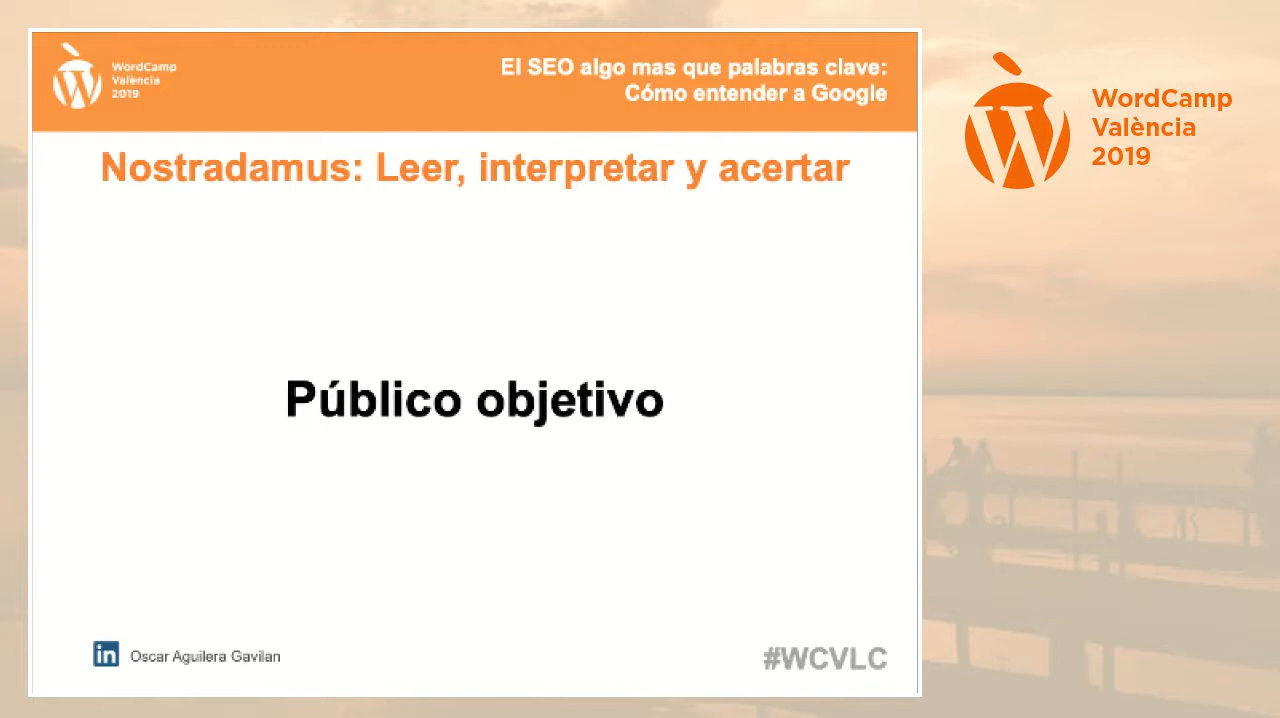 WordCamp
València
2019
El SEO algo mas que palabras clave:
Cómo entender a Google
Nostradamus: Leer, interpretar y acertar
Público objetivo
in Oscar Aguilera Gavilan
#WCVLC
WordCamp
València
2019